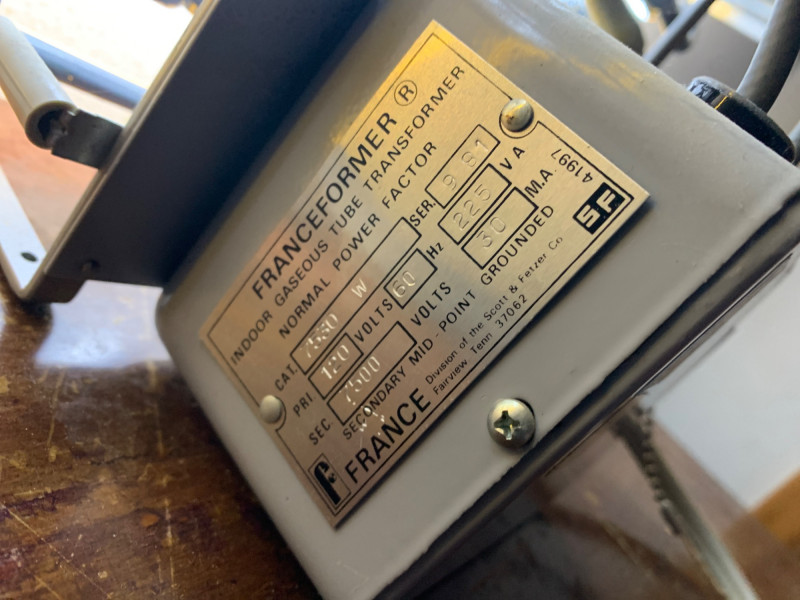 FRANCEFORMER ®
INDOOR GASEOUS TUBE TRANSFORMER
NORMAL POWER FACTOR
CAT. 7530 W SER. 9 81
PRI. 120 VOLTS 60 Hz 225 VA
SEC. 7500 VOLTS 30 M.A.
SECONDARY MID-POINT GROUNDED
f FRANCE
Division of the Scott & Fetzer Co
Fairview Tenn 37062
SF
41997